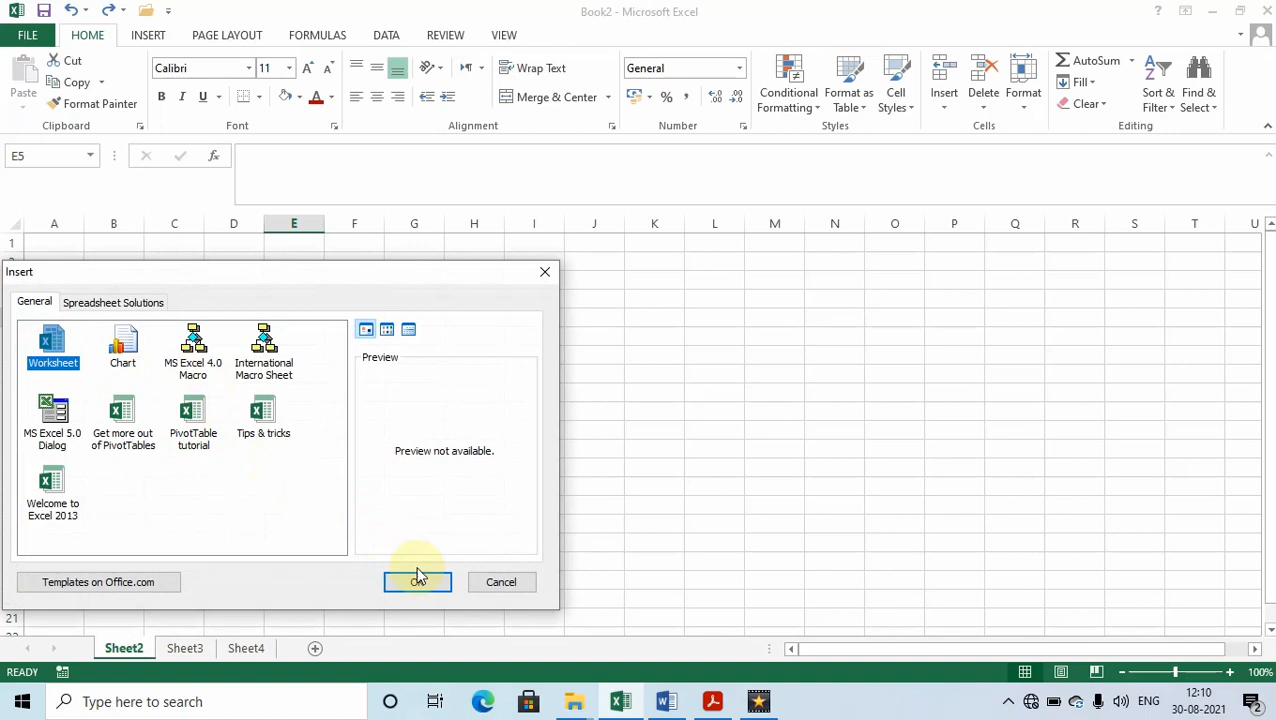 Book2 - Microsoft Excel
FILE HOME INSERT PAGE LAYOUT FORMULAS DATA REVIEW VIEW
Cut
Copy
Format Painter
Paste
Clipboard
Calibri 11
B I U A
Font
Wrap Text
Merge & Center
Alignment
General
%
Number
Conditional Formatting
Format as Table
Cell Styles
Styles
Insert Delete Format
Cells
AutoSum
Fill
Clear
Sort & Filter
Find & Select
Editing
E5
fx
A B C D E F G H I J K L M N O P Q R S T U
1
Insert
General Spreadsheet Solutions
Worksheet
Chart
MS Excel 4.0
Macro
International
Macro Sheet
MS Excel 5.0
Dialog
Get more out
of PivotTables
PivotTable
tutorial
Tips & tricks
Welcome to
Excel 2013
Preview
Preview not available.
Templates on Office.com
Cancel
21
Sheet2 Sheet3 Sheet4
READY
100%
Type here to search
ENG
12:10
30-08-2021
2